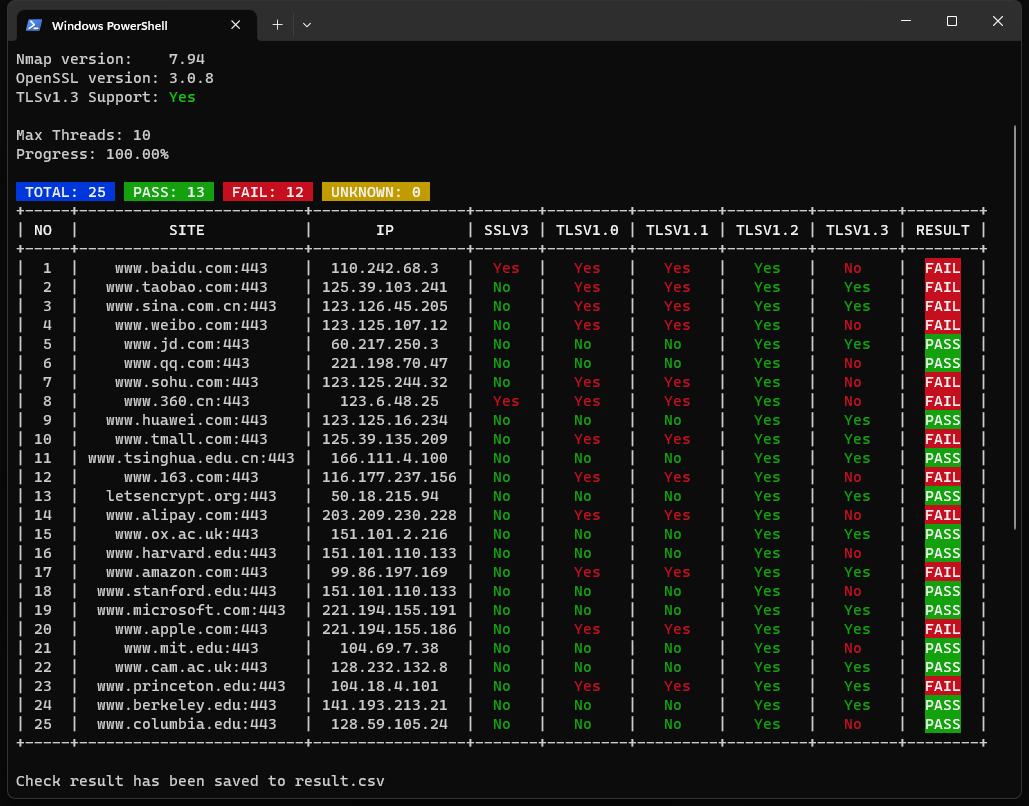 Windows PowerShell
Nmap version:    7.94
OpenSSL version: 3.0.8
TLSv1.3 Support: Yes
Max Threads: 10
Progress: 100.00%
TOTAL: 25 PASS: 13 FAIL: 12 UNKNOWN: 0
+-----+-------------------------+-----------------+-------+---------+---------+---------+---------+--------+
| NO | SITE | IP | SSLV3 | TLSV1.0 | TLSV1.1 | TLSV1.2 | TLSV1.3 | RESULT |
+-----+-------------------------+-----------------+-------+---------+---------+---------+---------+--------+
| 1 | www.baidu.com:443 | 110.242.68.3 | Yes | Yes | Yes | Yes | No | FAIL |
| 2 | www.taobao.com:443 | 125.39.103.241 | No | Yes | Yes | Yes | Yes | FAIL |
| 3 | www.sina.com.cn:443 | 123.126.45.205 | No | Yes | Yes | Yes | Yes | FAIL |
| 4 | www.weibo.com:443 | 123.125.107.12 | No | Yes | Yes | Yes | No | FAIL |
| 5 | www.jd.com:443 | 60.217.250.3 | No | No | No | Yes | Yes | PASS |
| 6 | www.qq.com:443 | 221.198.70.47 | No | No | No | Yes | No | PASS |
| 7 | www.sohu.com:443 | 123.125.244.32 | No | Yes | Yes | Yes | No | FAIL |
| 8 | www.360.cn:443 | 123.6.48.25 | Yes | Yes | Yes | Yes | No | FAIL |
| 9 | www.huawei.com:443 | 123.125.16.234 | No | No | No | Yes | Yes | PASS |
| 10 | www.tmall.com:443 | 125.39.135.209 | No | Yes | Yes | Yes | Yes | FAIL |
| 11 | www.tsinghua.edu.cn:443 | 166.111.4.100 | No | No | No | Yes | Yes | PASS |
| 12 | www.163.com:443 | 116.177.237.156 | No | Yes | Yes | Yes | No | FAIL |
| 13 | letsencrypt.org:443 | 50.18.215.94 | No | No | No | Yes | Yes | PASS |
| 14 | www.alipay.com:443 | 203.209.230.228 | No | Yes | Yes | Yes | No | FAIL |
| 15 | www.ox.ac.uk:443 | 151.101.2.216 | No | No | No | Yes | Yes | PASS |
| 16 | www.harvard.edu:443 | 151.101.110.133 | No | No | No | Yes | No | PASS |
| 17 | www.amazon.com:443 | 99.86.197.169 | No | Yes | Yes | Yes | Yes | FAIL |
| 18 | www.stanford.edu:443 | 151.101.110.133 | No | No | No | Yes | No | PASS |
| 19 | www.microsoft.com:443 | 221.194.155.191 | No | No | No | Yes | Yes | PASS |
| 20 | www.apple.com:443 | 221.194.155.186 | No | Yes | Yes | Yes | Yes | FAIL |
| 21 | www.mit.edu:443 | 104.69.7.38 | No | No | No | Yes | No | PASS |
| 22 | www.cam.ac.uk:443 | 128.232.132.8 | No | No | No | Yes | Yes | PASS |
| 23 | www.princeton.edu:443 | 104.18.4.101 | No | Yes | Yes | Yes | Yes | FAIL |
| 24 | www.berkeley.edu:443 | 141.193.213.21 | No | No | No | Yes | Yes | PASS |
| 25 | www.columbia.edu:443 | 128.59.105.24 | No | No | No | Yes | No | PASS |
+-----+-------------------------+-----------------+-------+---------+---------+---------+---------+--------+
Check result has been saved to result.csv